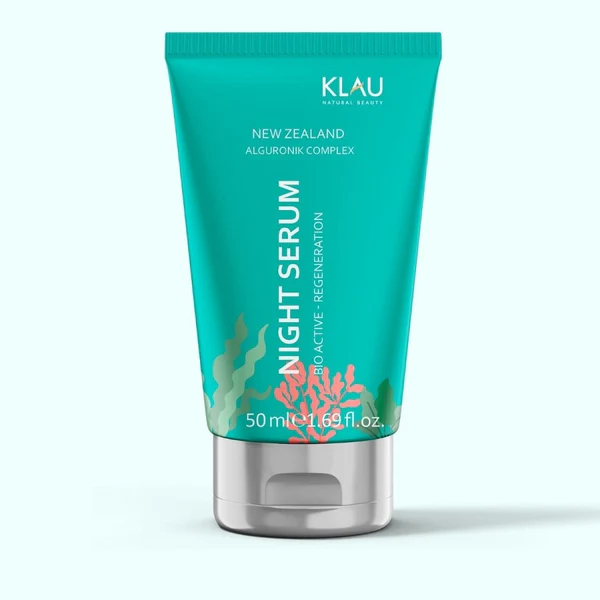 KLAU
NATURAL BEAUTY
NEW ZEALAND
ALGURONIK COMPLEX
NIGHT SERUM
BIO ACTIVE - REGENERATION
50 ml ℮ 1.69 fl.oz.